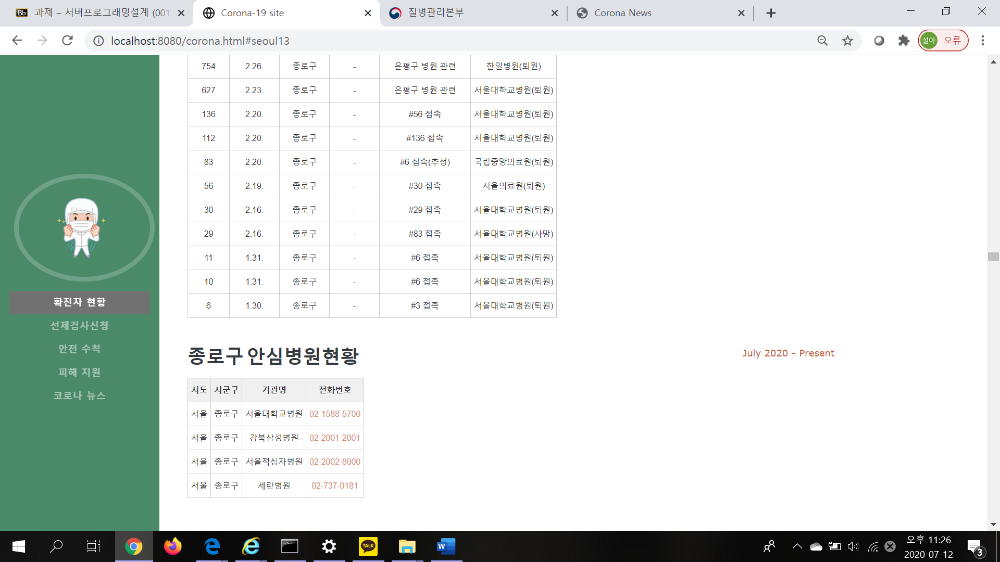 과제 – 서버프로그래밍설계 (001
Corona-19 site
질병관리본부
Corona News
localhost:8080/corona.html#seoul13
설아 오류
754 2.26. 종로구 - 은평구 병원 관련 한일병원(퇴원)
627 2.23. 종로구 - 은평구 병원 관련 서울대학교병원(퇴원)
136 2.20. 종로구 - #56 접촉 서울대학교병원(퇴원)
112 2.20. 종로구 - #136 접촉 서울대학교병원(퇴원)
83 2.20. 종로구 - #6 접촉(추정) 국립중앙의료원(퇴원)
56 2.19. 종로구 - #30 접촉 서울의료원(퇴원)
30 2.16. 종로구 - #29 접촉 서울대학교병원(퇴원)
29 2.16. 종로구 - #83 접촉 서울대학교병원(사망)
11 1.31. 종로구 - #6 접촉 서울대학교병원(퇴원)
10 1.31. 종로구 - #6 접촉 서울대학교병원(퇴원)
6 1.30. 종로구 - #3 접촉 서울대학교병원(퇴원)
확진자 현황
선제검사신청
안전 수칙
피해 지원
코로나 뉴스
종로구 안심병원현황
July 2020 - Present
시도 시군구 기관명 전화번호
서울 종로구 서울대학교병원 02-1588-5700
서울 종로구 강북삼성병원 02-2001-2001
서울 종로구 서울적십자병원 02-2002-8000
서울 종로구 세란병원 02-737-0181
TALK
오후 11:26
2020-07-12
3